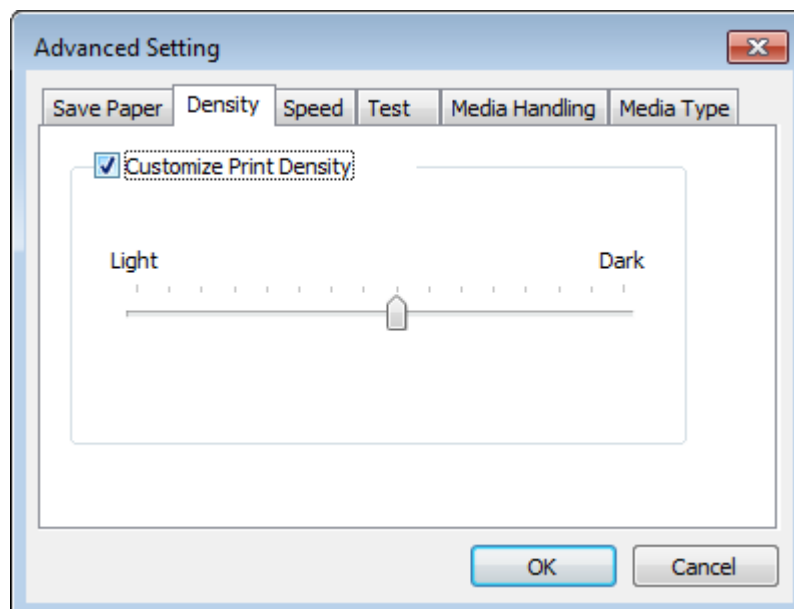 Advanced Setting
Save Paper Density Speed Test Media Handling Media Type
Customize Print Density
Light Dark
OK Cancel